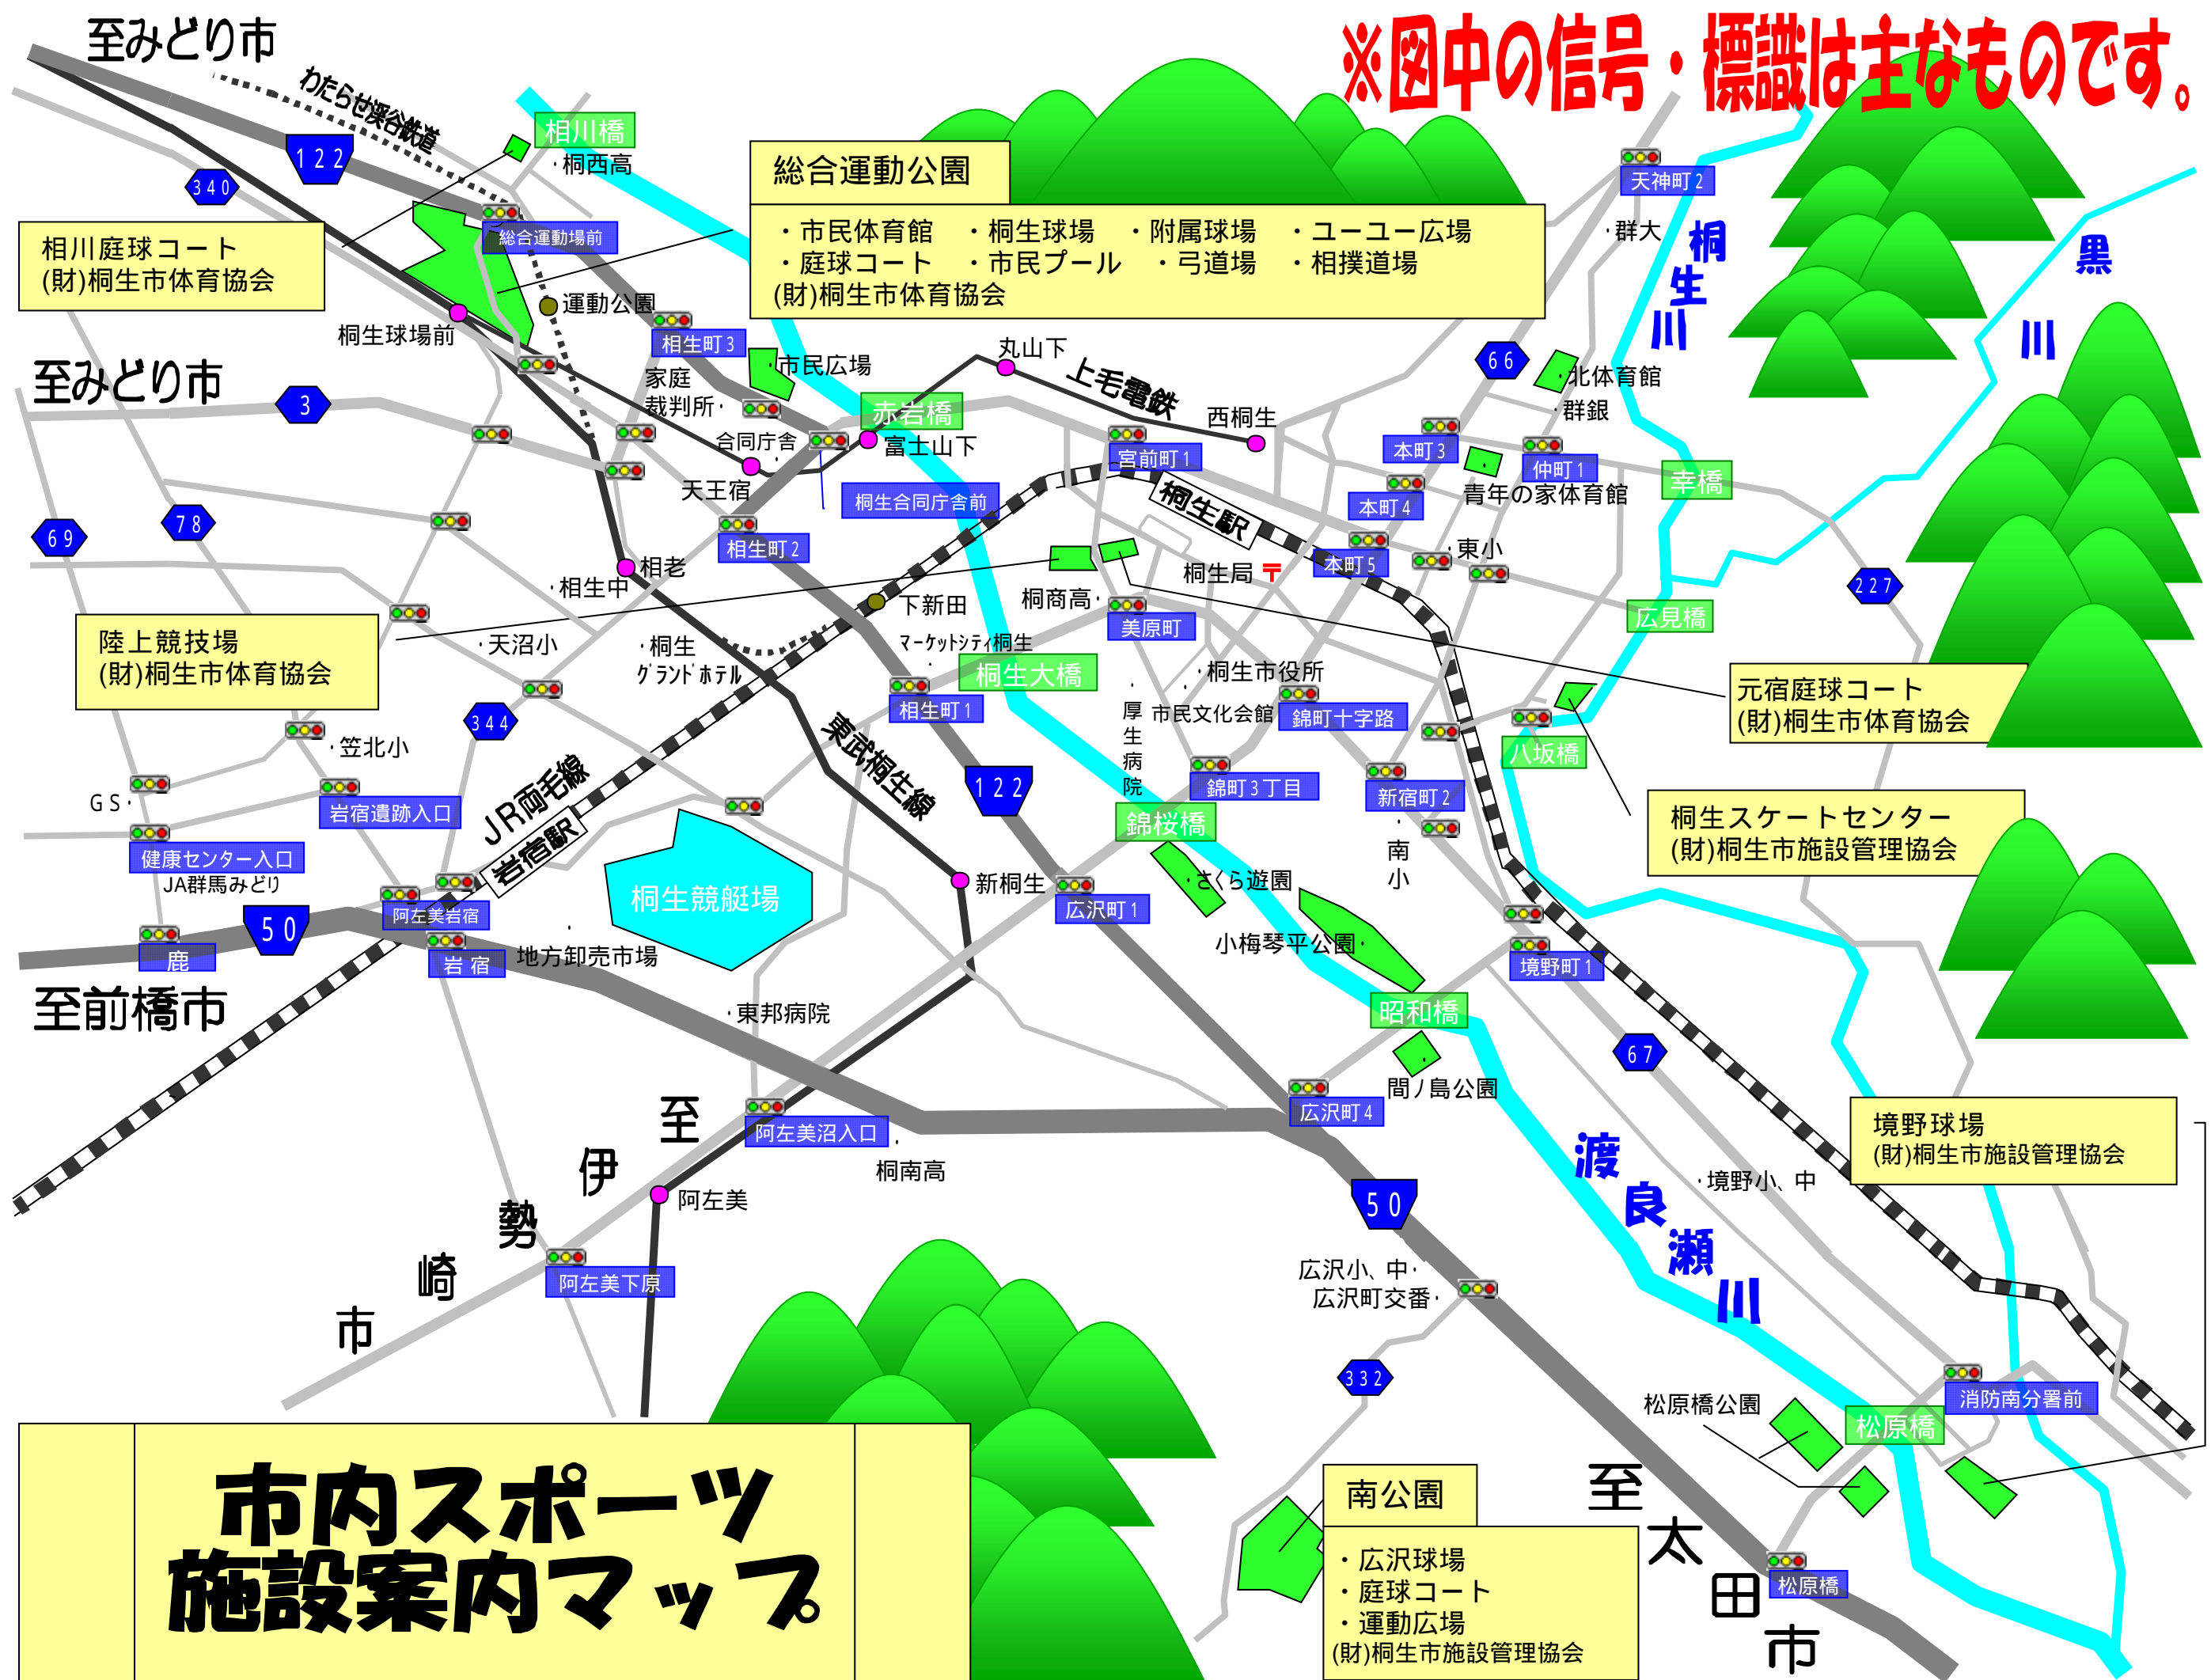 ※図中の信号・標識は主なものです。
至みどり市
わたらせ渓谷鉄道
相川橋
・桐西高
122
340
総合運動場前
相川庭球コート
(財)桐生市体育協会
総合運動公園
・市民体育館 ・桐生球場 ・附属球場 ・ユーユー広場
・庭球コート ・市民プール ・弓道場 ・相撲道場
(財)桐生市体育協会
天神町2
・群大
桐生川
黒川
運動公園
桐生球場前
相生町3
・市民広場
丸山下
上毛電鉄
西桐生
66
・北体育館
・群銀
至みどり市
3
家庭
裁判所・
合同庁舎
赤岩橋
富士山下
天王宿
桐生合同庁舎前
宮前町1
桐生駅
本町3
仲町1
青年の家体育館
幸橋
本町4
本町5
・東小
69
78
相生町2
・相生中
相老
下新田
桐商高・
桐生局
〒
美原町
広見橋
227
陸上競技場
(財)桐生市体育協会
・天沼小
・桐生
グランドホテル
マーケットシティ桐生
桐生大橋
・桐生市役所
市民文化会館
厚生病院
錦町十字路
元宿庭球コート
(財)桐生市体育協会
344
相生町1
八坂橋
・笠北小
GS・
岩宿遺跡入口
JR両毛線
岩宿駅
東武桐生線
122
錦町3丁目
新宿町2
錦桜橋
・南小
桐生スケートセンター
(財)桐生市施設管理協会
健康センター入口
JA群馬みどり
桐生競艇場
新桐生
広沢町1
・さくら遊園
小梅琴平公園・
阿左美岩宿
50
鹿
岩宿
地方卸売市場
境野町1
至前橋市
・東邦病院
昭和橋
間ノ島公園
67
阿左美沼入口
桐南高
広沢町4
境野球場
(財)桐生市施設管理協会
・境野小、中
渡良瀬川
至伊勢崎市
阿左美
阿左美下原
50
広沢小、中・
広沢町交番・
332
松原橋公園
松原橋
消防南分署前
南公園
・広沢球場
・庭球コート
・運動広場
(財)桐生市施設管理協会
至太田市
松原橋
市内スポーツ
施設案内マップ